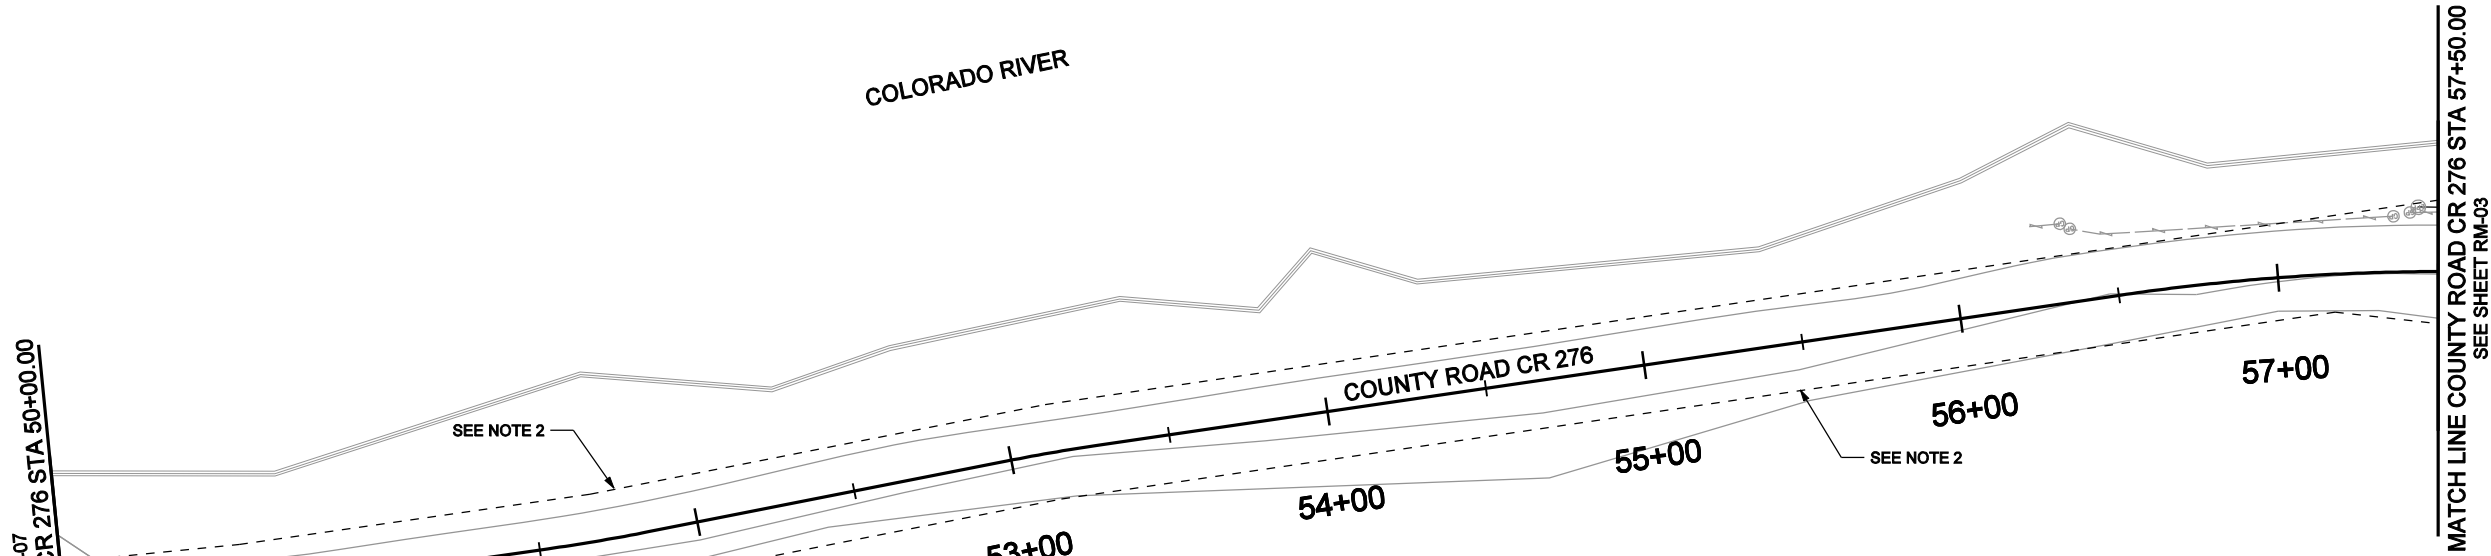 COLORADO RIVER
COUNTY ROAD CR 276
SEE NOTE 2
SEE NOTE 2
53+00
54+00
55+00
56+00
57+00
-07
CR 276 STA 50+00.00
MATCH LINE COUNTY ROAD CR 276 STA 57+50.00
SEE SHEET RM-03